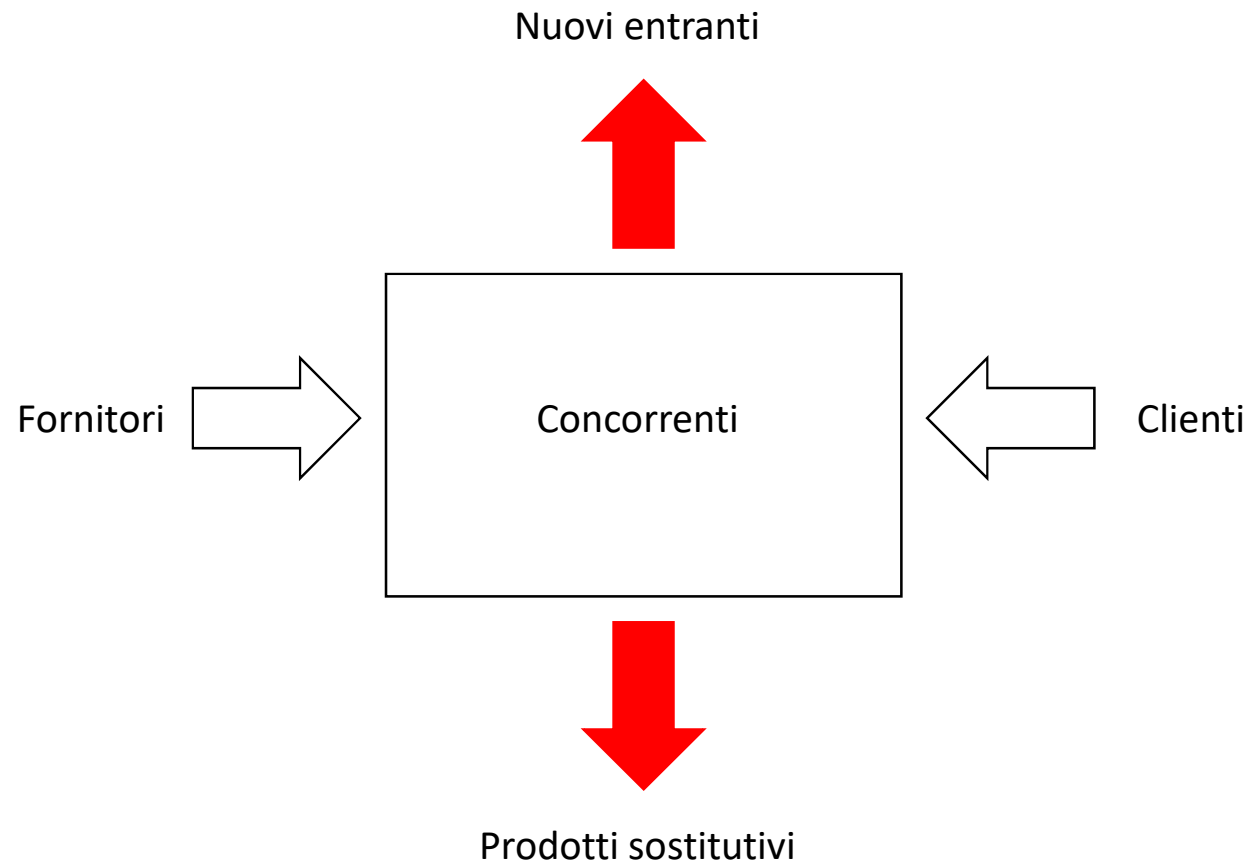 Nuovi entranti
Fornitori
Concorrenti
Clienti
Prodotti sostitutivi